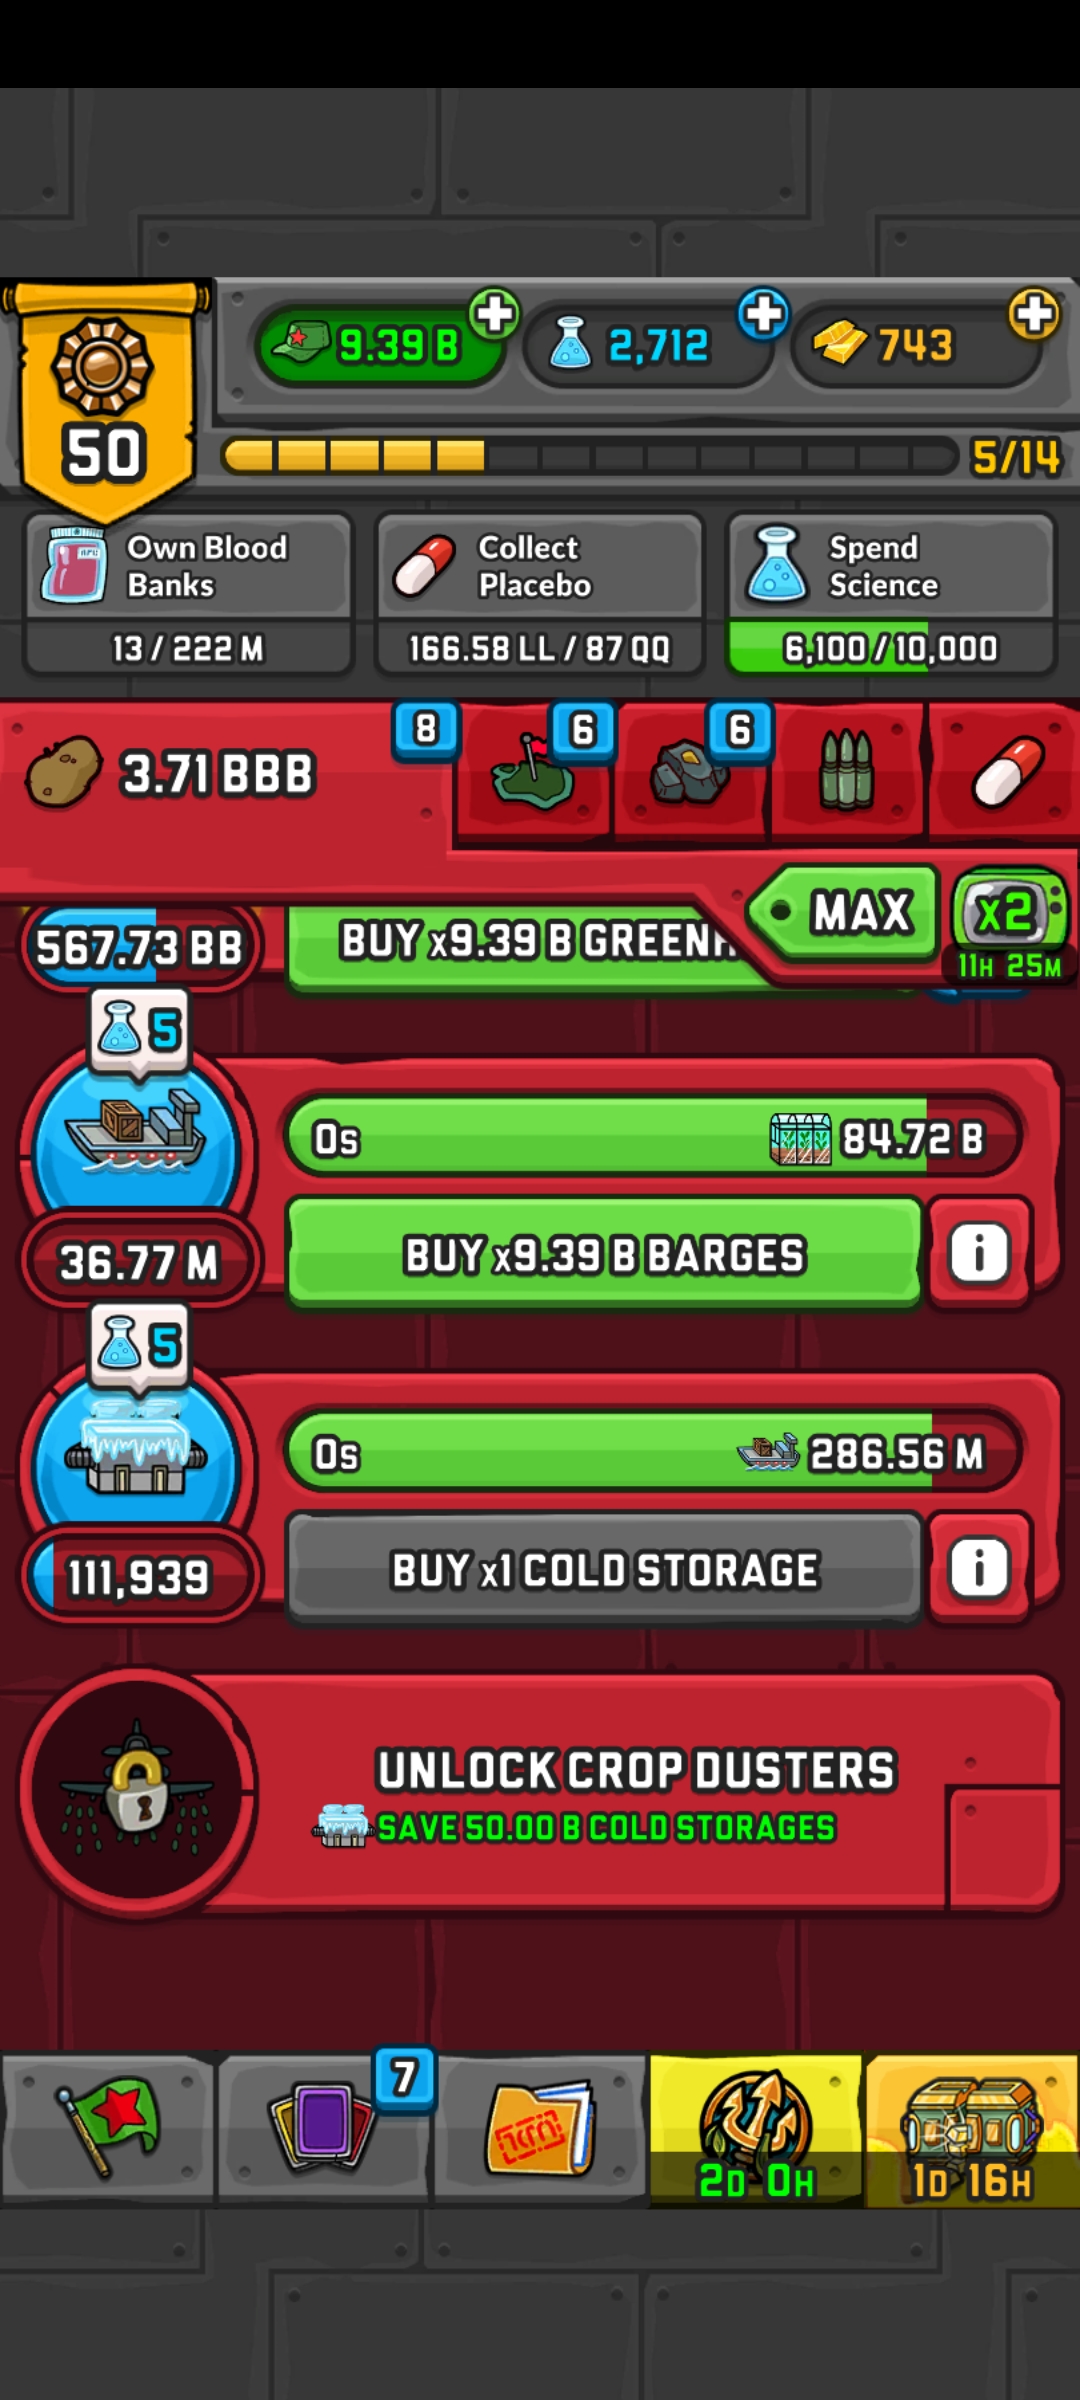 9.39 B
2,712
743
50
5/14
Own Blood
Banks
13 / 222 M
Collect
Placebo
166.58 LL / 87 QQ
Spend
Science
6,100/10,000
3.71 BBB
8
6
6
MAX
x2
11H 25M
567.73 BB
BUY x9.39 B GREENH
5
0s
84.72 B
36.77 M
BUY x9.39 B BARGES
i
5
0s
286.56 M
111,939
BUY x1 COLD STORAGE
i
UNLOCK CROP DUSTERS
SAVE 50.00 B COLD STORAGES
7
2D 0H
1D 16H